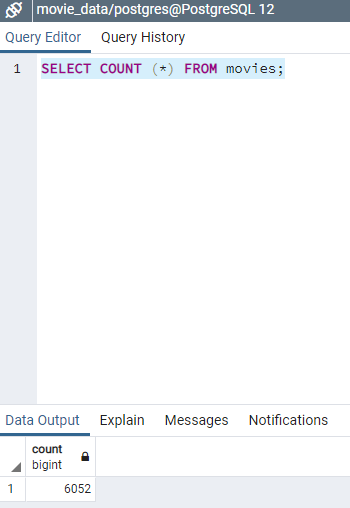 movie_data/postgres@PostgreSQL 12
Query Editor Query History
1 SELECT COUNT (*) FROM movies;
Data Output Explain Messages Notifications
count
bigint
1 6052